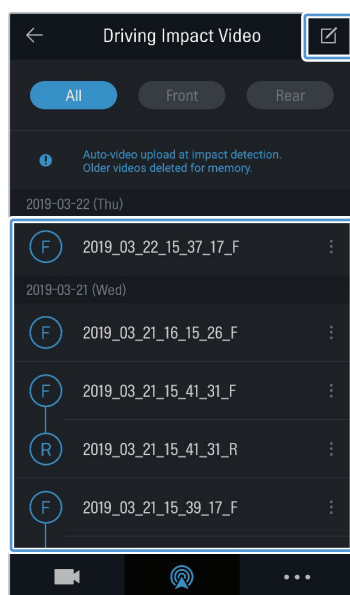 Driving Impact Video
All Front Rear
Auto-video upload at impact detection.
Older videos deleted for memory.
2019-03-22 (Thu)
F 2019_03_22_15_37_17_F
2019-03-21 (Wed)
F 2019_03_21_16_15_26_F
F 2019_03_21_15_41_31_F
R 2019_03_21_15_41_31_R
F 2019_03_21_15_39_17_F